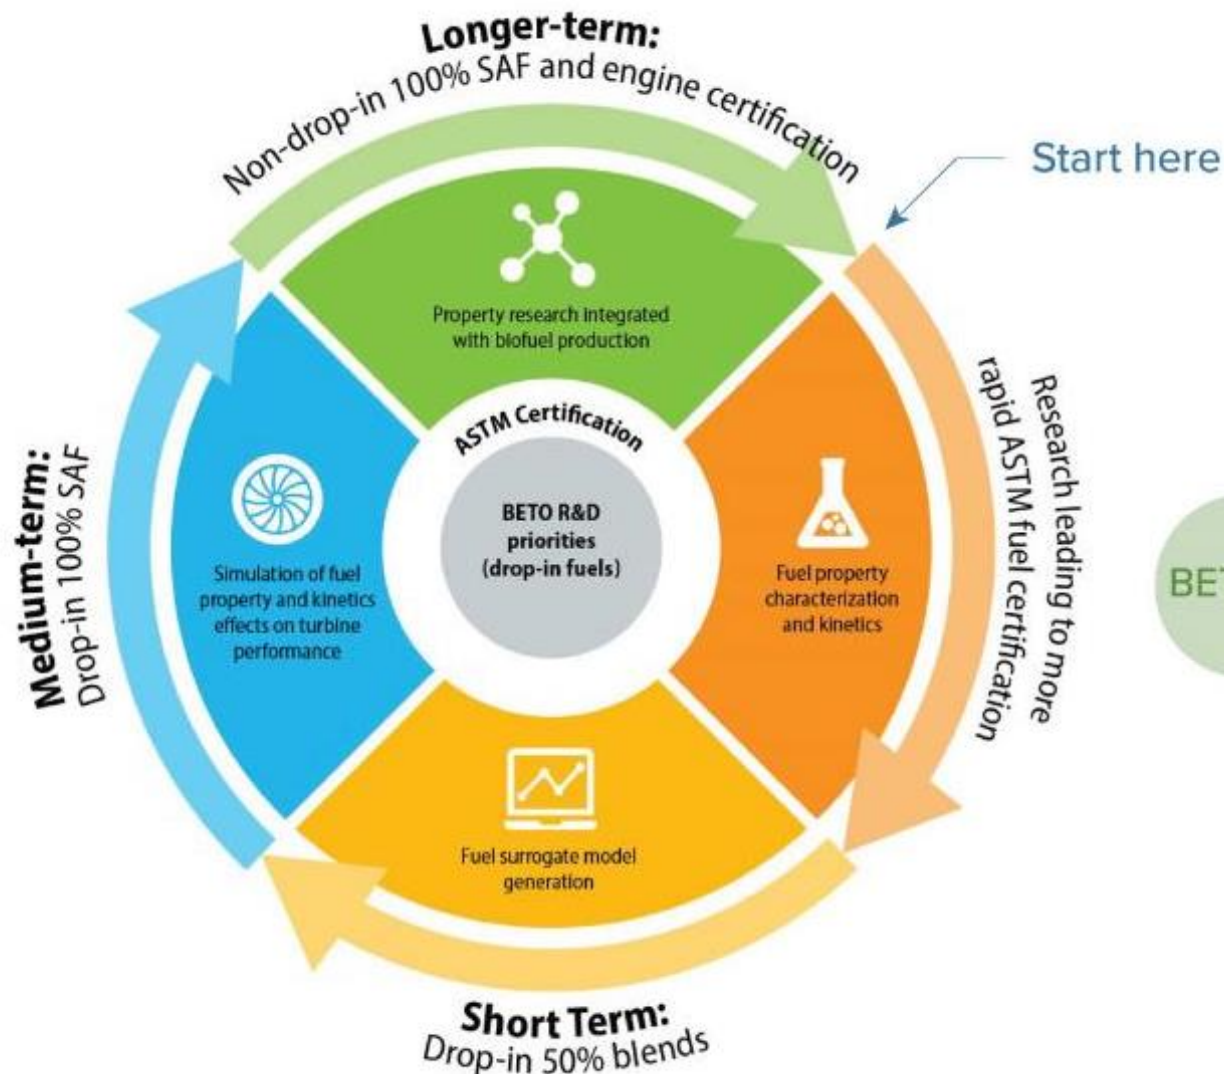 Longer-term:
Non-drop-in 100% SAF and engine certification
Start here
Property research integrated
with biofuel production
Research leading to more
rapid ASTM fuel certification
ASTM Certification
BETO R&D
priorities
(drop-in fuels)
Fuel property
characterization
and kinetics
Medium-term:
Drop-in 100% SAF
Simulation of fuel
property and kinetics
effects on turbine
performance
Fuel surrogate model
generation
Short Term:
Drop-in 50% blends